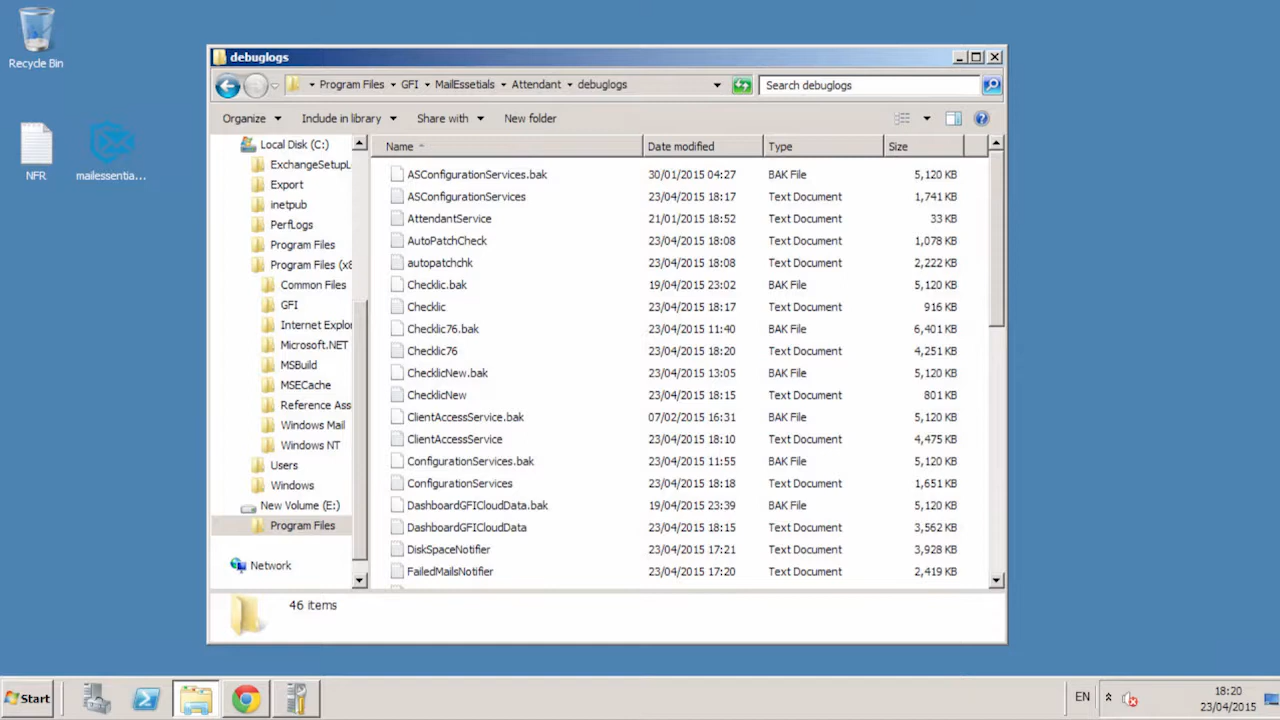 Recycle Bin
NFR
mailessentia...
debuglogs
Program Files GFI MailEssetials Attendant debuglogs
Search debuglogs
Organize Include in library Share with New folder
Local Disk (C:)
ExchangeSetupL
Export
inetpub
PerfLogs
Program Files
Program Files (x8
Common Files
GFI
Internet Explo
Microsoft.NET
MSBuild
MSECache
Reference Ass
Windows Mail
Windows NT
Users
Windows
New Volume (E:)
Program Files
Network
Name Date modified Type Size
ASConfigurationServices.bak 30/01/2015 04:27 BAK File 5,120 KB
ASConfigurationServices 23/04/2015 18:17 Text Document 1,741 KB
AttendantService 21/01/2015 18:52 Text Document 33 KB
AutoPatchCheck 23/04/2015 18:08 Text Document 1,078 KB
autopatchchk 23/04/2015 18:08 Text Document 2,222 KB
Checklic.bak 19/04/2015 23:02 BAK File 5,120 KB
Checklic 23/04/2015 18:17 Text Document 916 KB
Checklic76.bak 23/04/2015 11:40 BAK File 6,401 KB
Checklic76 23/04/2015 18:20 Text Document 4,251 KB
ChecklicNew.bak 23/04/2015 13:05 BAK File 5,120 KB
ChecklicNew 23/04/2015 18:15 Text Document 801 KB
ClientAccessService.bak 07/02/2015 16:31 BAK File 5,120 KB
ClientAccessService 23/04/2015 18:10 Text Document 4,475 KB
ConfigurationServices.bak 23/04/2015 11:55 BAK File 5,120 KB
ConfigurationServices 23/04/2015 18:18 Text Document 1,651 KB
DashboardGFICloudData.bak 19/04/2015 23:39 BAK File 5,120 KB
DashboardGFICloudData 23/04/2015 18:15 Text Document 3,562 KB
DiskSpaceNotifier 23/04/2015 17:21 Text Document 3,928 KB
FailedMailsNotifier 23/04/2015 17:20 Text Document 2,419 KB
46 items
Start
EN
18:20
23/04/2015